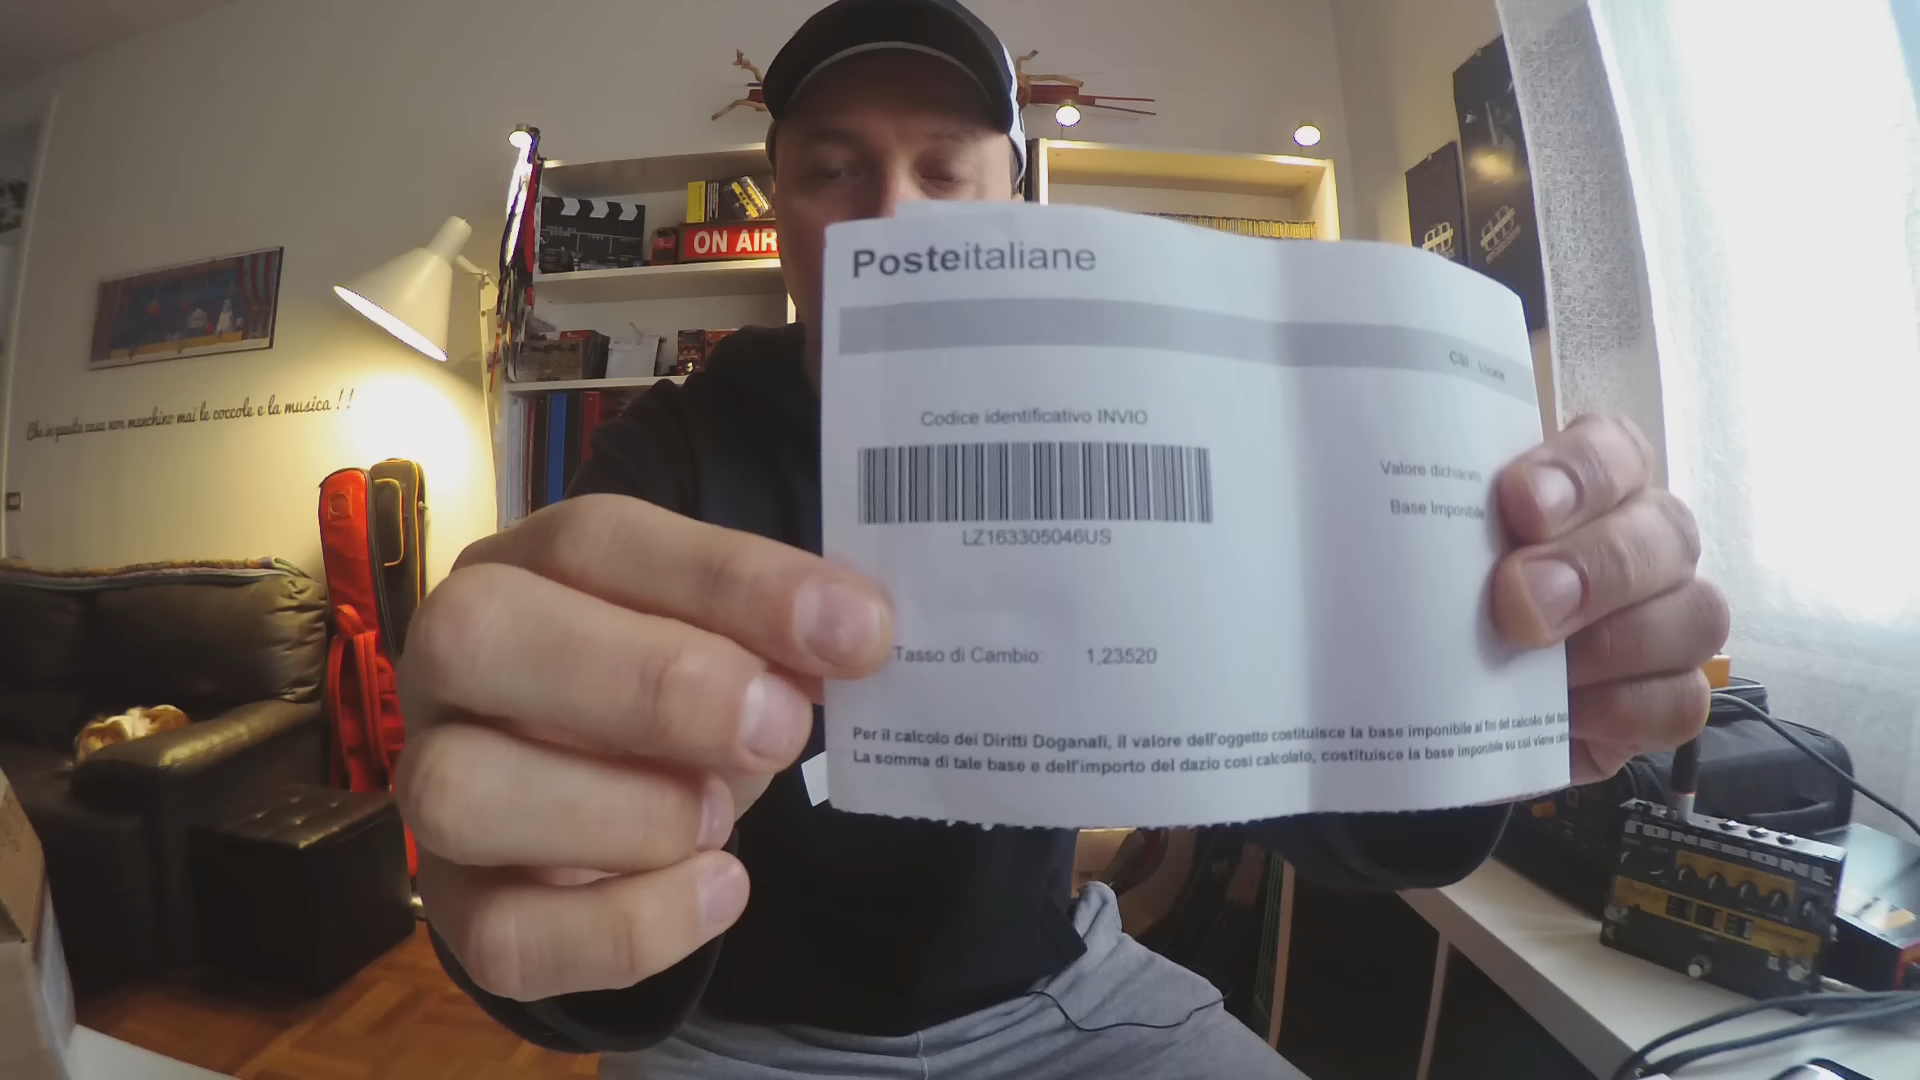 ON AIR
Posteitaliane
Che in questa casa non manchino mai le coccole e la musica ! !
Codice identificativo INVIO
LZ163305046US
Valore dichiarato
Base Imponibile
Tasso di Cambio: 1,23520
Per il calcolo dei Diritti Doganali, il valore dell'oggetto costituisce la base imponibile ai fini del calcolo del
La somma di tale base e dell'importo del dazio così calcolato, costituisce la base imponibile su cui viene
TONEBONE